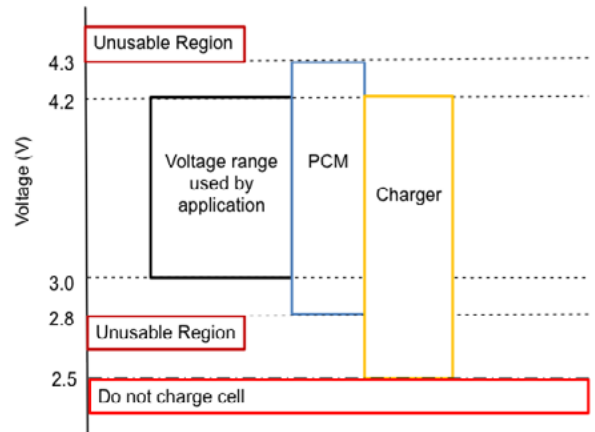 Unusable Region
4.3
4.2
Voltage range
used by
application
PCM
Charger
Voltage (V)
3.0
2.8
Unusable Region
2.5
Do not charge cell